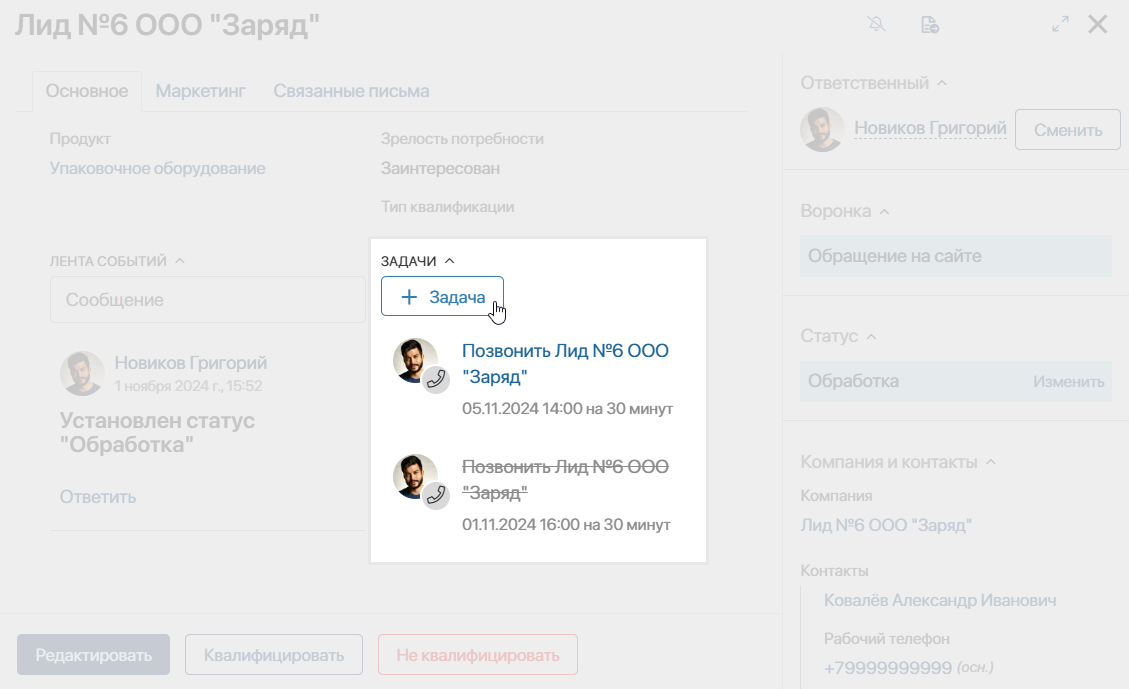 Лид №6 ООО "Заряд"
Основное
Маркетинг
Связанные письма
Продукт
Упаковочное оборудование
Зрелость потребности
Заинтересован
Тип квалификации
ЛЕНТА СОБЫТИЙ
Сообщение
Новиков Григорий
1 ноября 2024 г., 15:52
Установлен статус
"Обработка"
Ответить
ЗАДАЧИ
Задача
Позвонить Лид №6 ООО
"Заряд"
05.11.2024 14:00 на 30 минут
Позвонить Лид №6 ООО
"Заряд"
01.11.2024 16:00 на 30 минут
Редактировать
Квалифицировать
Не квалифицировать
Ответственный
Новиков Григорий
Сменить
Воронка
Обращение на сайте
Статус
Обработка
Изменить
Компания и контакты
Компания
Лид №6 ООО "Заряд"
Контакты
Ковалёв Александр Иванович
Рабочий телефон
+79999999999 (осн.)